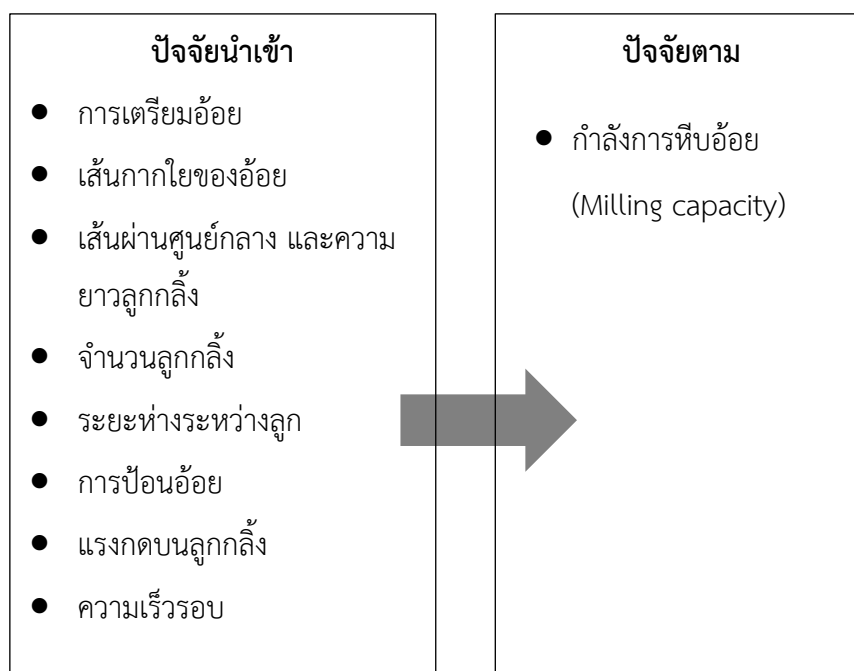 ปัจจัยนำเข้า
● การเตรียมอ้อย
● เส้นกากใยของอ้อย
● เส้นผ่านศูนย์กลาง และความ
ยาวลูกกลิ้ง
● จำนวนลูกกลิ้ง
● ระยะห่างระหว่างลูก
● การป้อนอ้อย
● แรงกดบนลูกกลิ้ง
● ความเร็วรอบ
ปัจจัยตาม
● กำลังการหีบอ้อย
(Milling capacity)